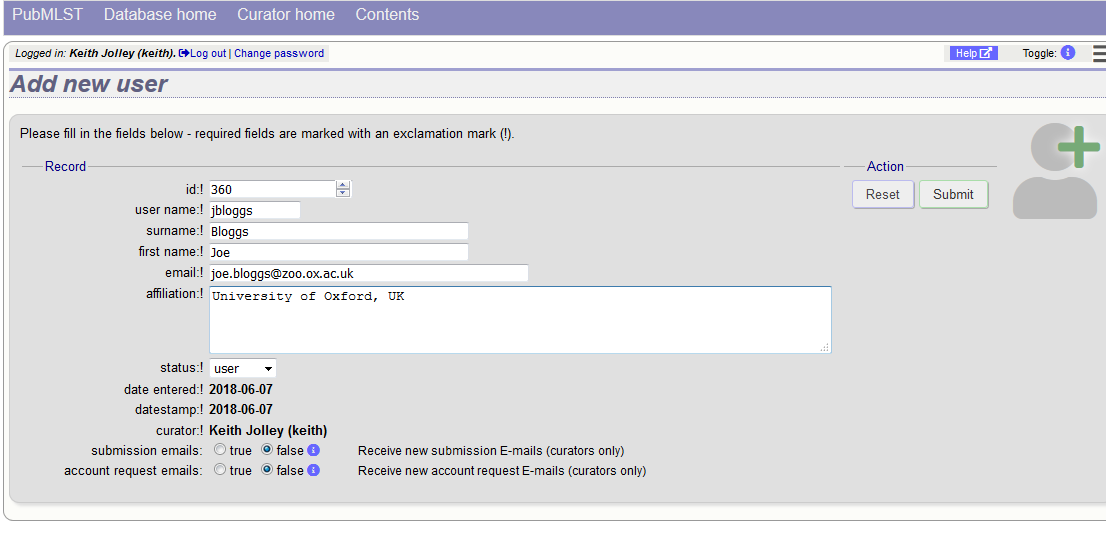 PubMLST Database home Curator home Contents
Logged in: Keith Jolley (keith). Log out | Change password Help Toggle: i
Add new user
Please fill in the fields below - required fields are marked with an exclamation mark (!).
Record Action
id:! 360 Reset Submit
user name:! jbloggs
surname:! Bloggs
first name:! Joe
email:! joe.bloggs@zoo.ox.ac.uk
affiliation:! University of Oxford, UK
status:! user
date entered:! 2018-06-07
datestamp:! 2018-06-07
curator:! Keith Jolley (keith)
submission emails: true false i Receive new submission E-mails (curators only)
account request emails: true false i Receive new account request E-mails (curators only)